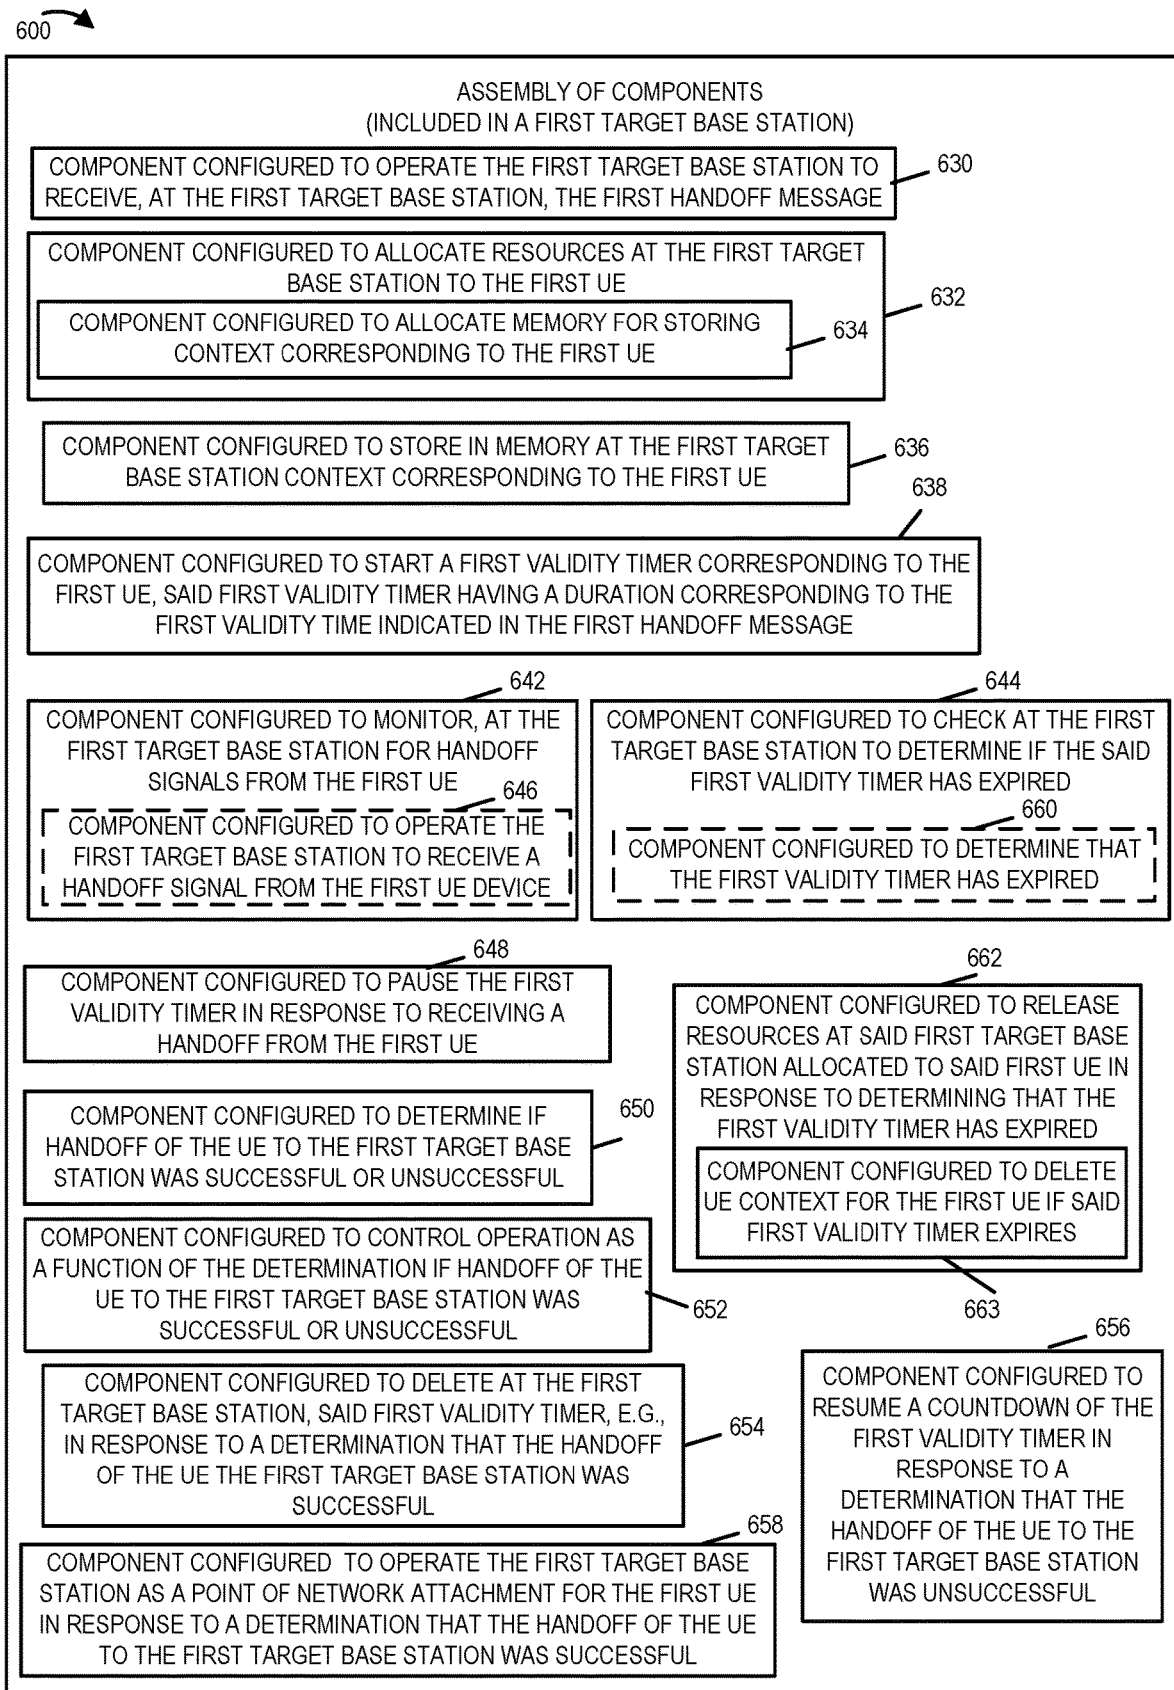 600
ASSEMBLY OF COMPONENTS
(INCLUDED IN A FIRST TARGET BASE STATION)
COMPONENT CONFIGURED TO OPERATE THE FIRST TARGET BASE STATION TO
RECEIVE, AT THE FIRST TARGET BASE STATION, THE FIRST HANDOFF MESSAGE
630
COMPONENT CONFIGURED TO ALLOCATE RESOURCES AT THE FIRST TARGET
BASE STATION TO THE FIRST UE
632
COMPONENT CONFIGURED TO ALLOCATE MEMORY FOR STORING
CONTEXT CORRESPONDING TO THE FIRST UE
634
COMPONENT CONFIGURED TO STORE IN MEMORY AT THE FIRST TARGET
BASE STATION CONTEXT CORRESPONDING TO THE FIRST UE
636
638
COMPONENT CONFIGURED TO START A FIRST VALIDITY TIMER CORRESPONDING TO THE
FIRST UE, SAID FIRST VALIDITY TIMER HAVING A DURATION CORRESPONDING TO THE
FIRST VALIDITY TIME INDICATED IN THE FIRST HANDOFF MESSAGE
642
COMPONENT CONFIGURED TO MONITOR, AT THE
FIRST TARGET BASE STATION FOR HANDOFF
SIGNALS FROM THE FIRST UE
646
COMPONENT CONFIGURED TO OPERATE THE
FIRST TARGET BASE STATION TO RECEIVE A
HANDOFF SIGNAL FROM THE FIRST UE DEVICE
644
COMPONENT CONFIGURED TO CHECK AT THE FIRST
TARGET BASE STATION TO DETERMINE IF THE SAID
FIRST VALIDITY TIMER HAS EXPIRED
660
COMPONENT CONFIGURED TO DETERMINE THAT
THE FIRST VALIDITY TIMER HAS EXPIRED
648
COMPONENT CONFIGURED TO PAUSE THE FIRST
VALIDITY TIMER IN RESPONSE TO RECEIVING A
HANDOFF FROM THE FIRST UE
662
COMPONENT CONFIGURED TO RELEASE
RESOURCES AT SAID FIRST TARGET BASE
STATION ALLOCATED TO SAID FIRST UE IN
RESPONSE TO DETERMINING THAT THE
FIRST VALIDITY TIMER HAS EXPIRED
COMPONENT CONFIGURED TO DELETE
UE CONTEXT FOR THE FIRST UE IF SAID
FIRST VALIDITY TIMER EXPIRES
663
COMPONENT CONFIGURED TO DETERMINE IF
HANDOFF OF THE UE TO THE FIRST TARGET BASE
STATION WAS SUCCESSFUL OR UNSUCCESSFUL
650
COMPONENT CONFIGURED TO CONTROL OPERATION AS
A FUNCTION OF THE DETERMINATION IF HANDOFF OF THE
UE TO THE FIRST TARGET BASE STATION WAS
SUCCESSFUL OR UNSUCCESSFUL
652
COMPONENT CONFIGURED TO DELETE AT THE FIRST
TARGET BASE STATION, SAID FIRST VALIDITY TIMER, E.G.,
IN RESPONSE TO A DETERMINATION THAT THE HANDOFF
OF THE UE THE FIRST TARGET BASE STATION WAS
SUCCESSFUL
654
656
COMPONENT CONFIGURED TO
RESUME A COUNTDOWN OF THE
FIRST VALIDITY TIMER IN
RESPONSE TO A
DETERMINATION THAT THE
HANDOFF OF THE UE TO THE
FIRST TARGET BASE STATION
WAS UNSUCCESSFUL
658
COMPONENT CONFIGURED TO OPERATE THE FIRST TARGET BASE
STATION AS A POINT OF NETWORK ATTACHMENT FOR THE FIRST UE
IN RESPONSE TO A DETERMINATION THAT THE HANDOFF OF THE UE
TO THE FIRST TARGET BASE STATION WAS SUCCESSFUL